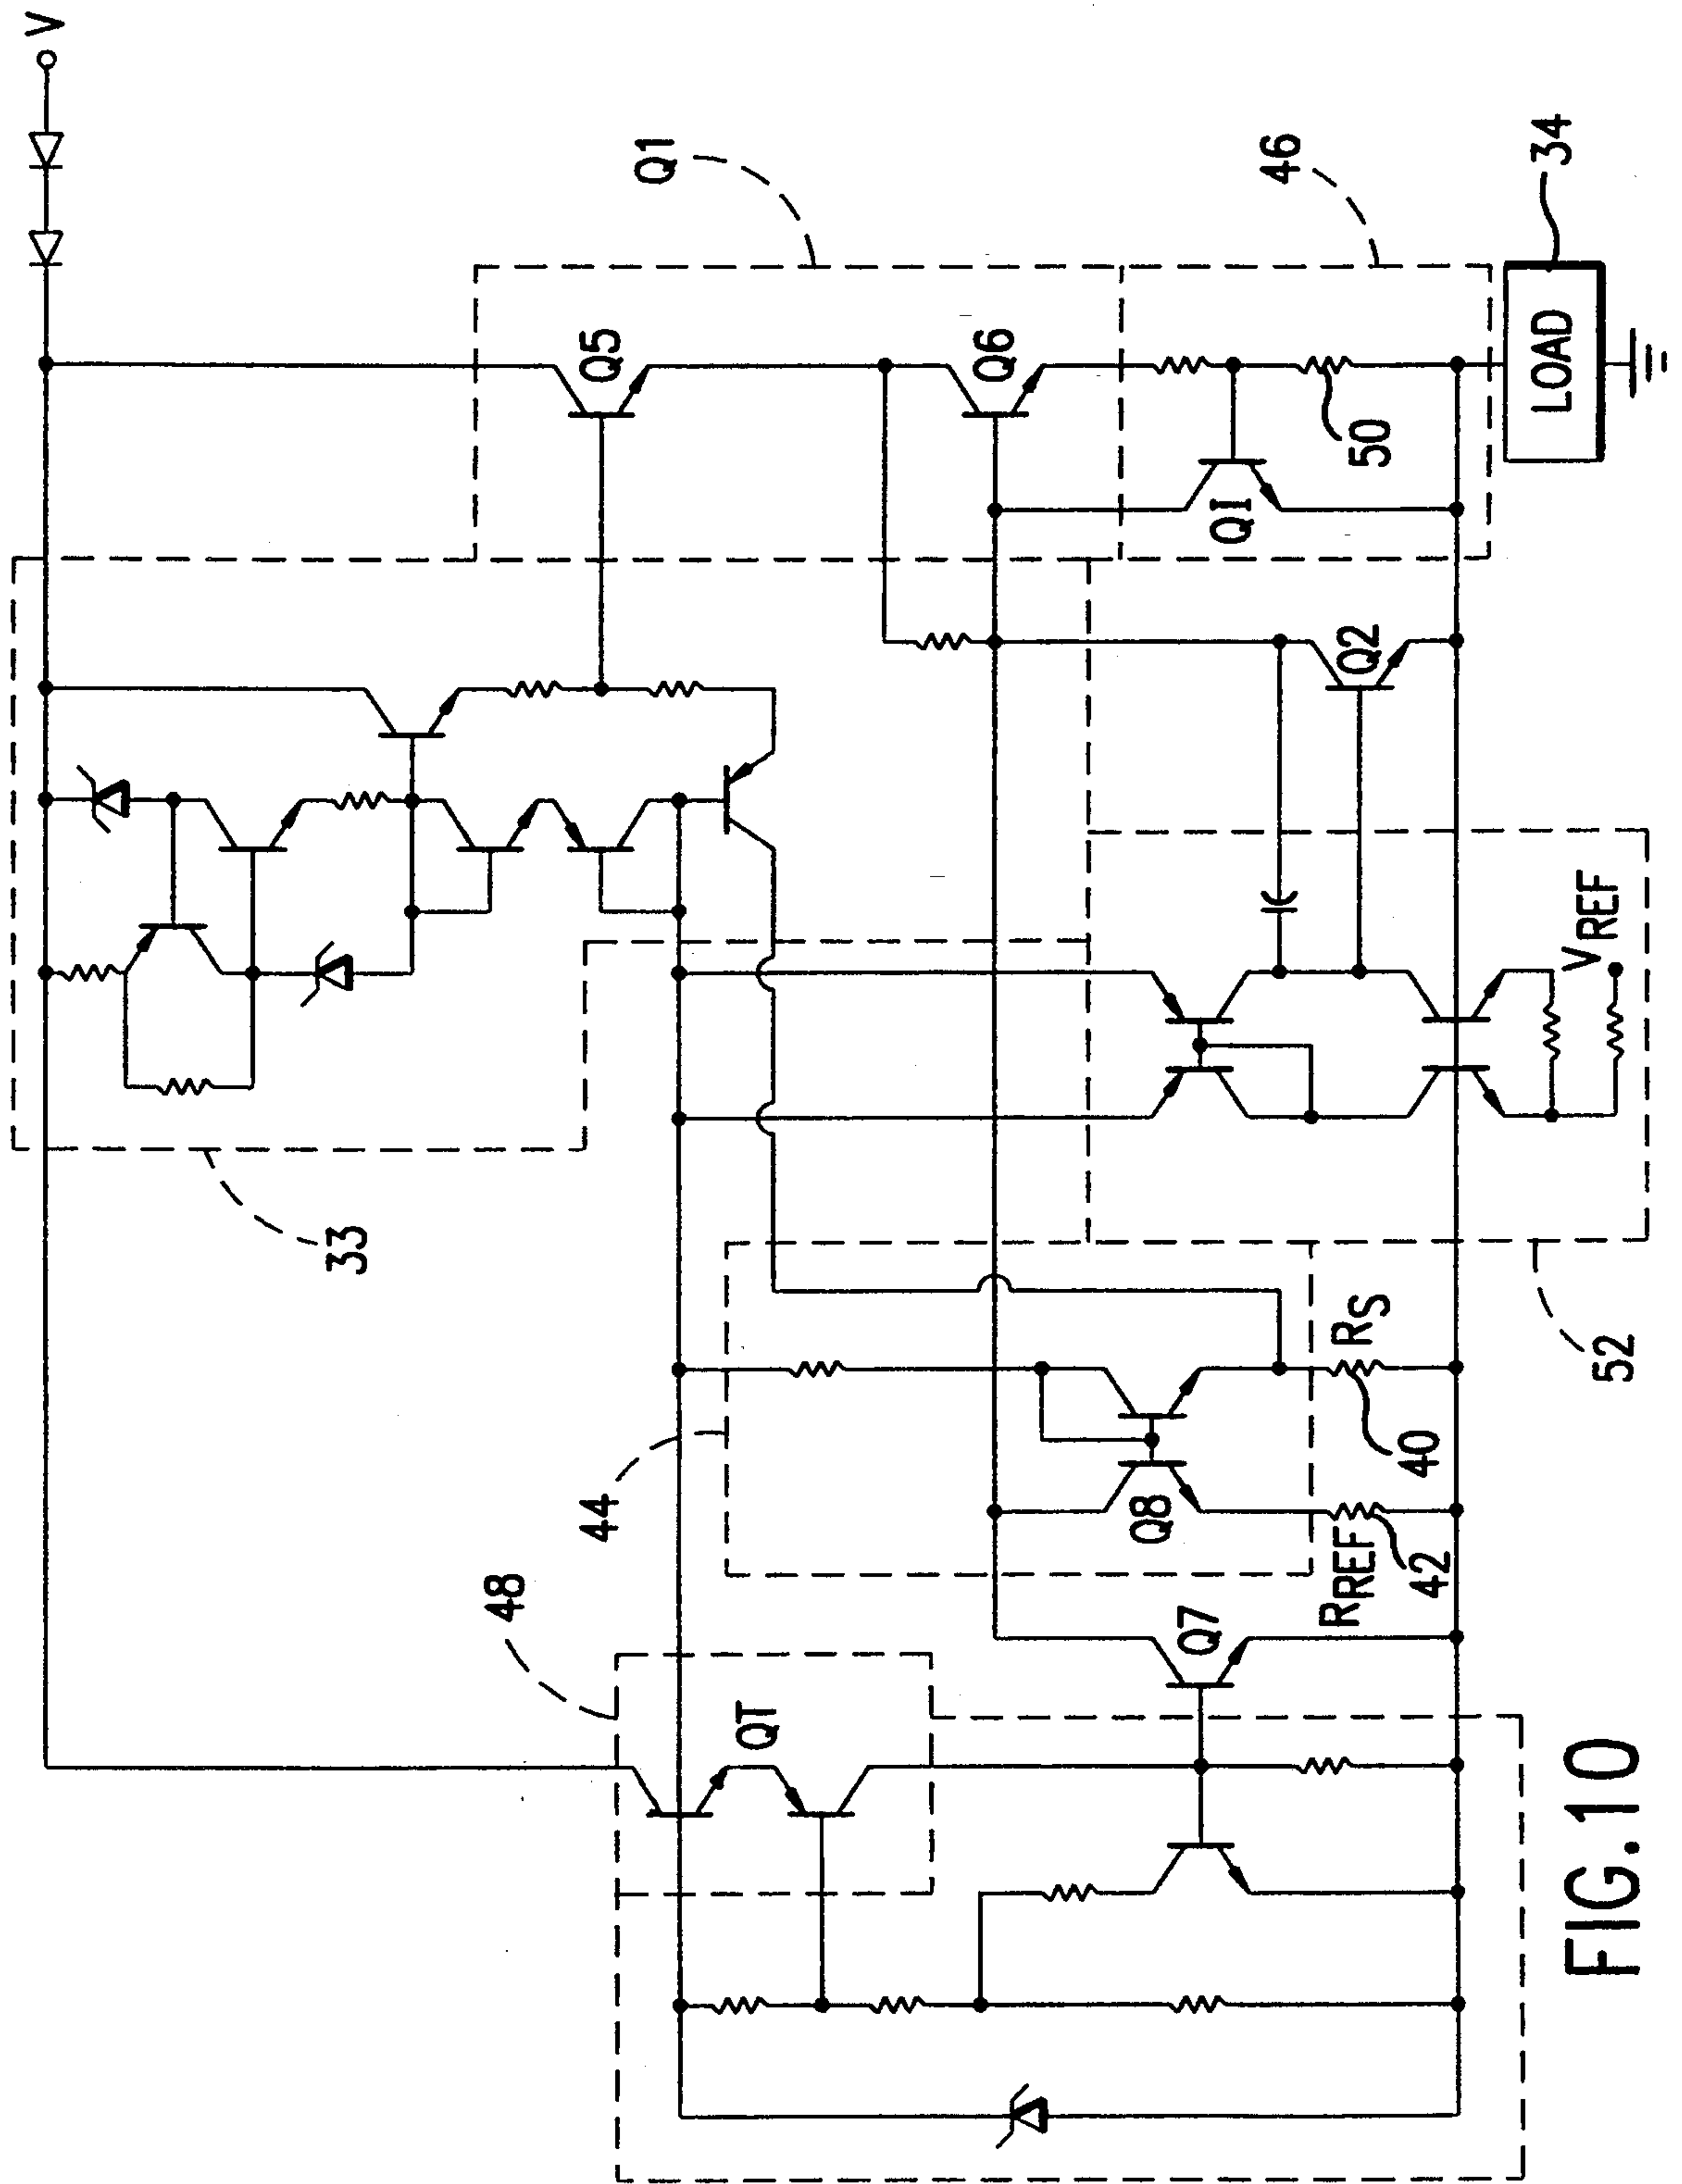 V
Q1
46
34
Q5
Q6
50
LOAD
QI
Q2
VREF
33
RS
52
40
44
Q8
RREF
42
48
Q7
QT
FIG.10